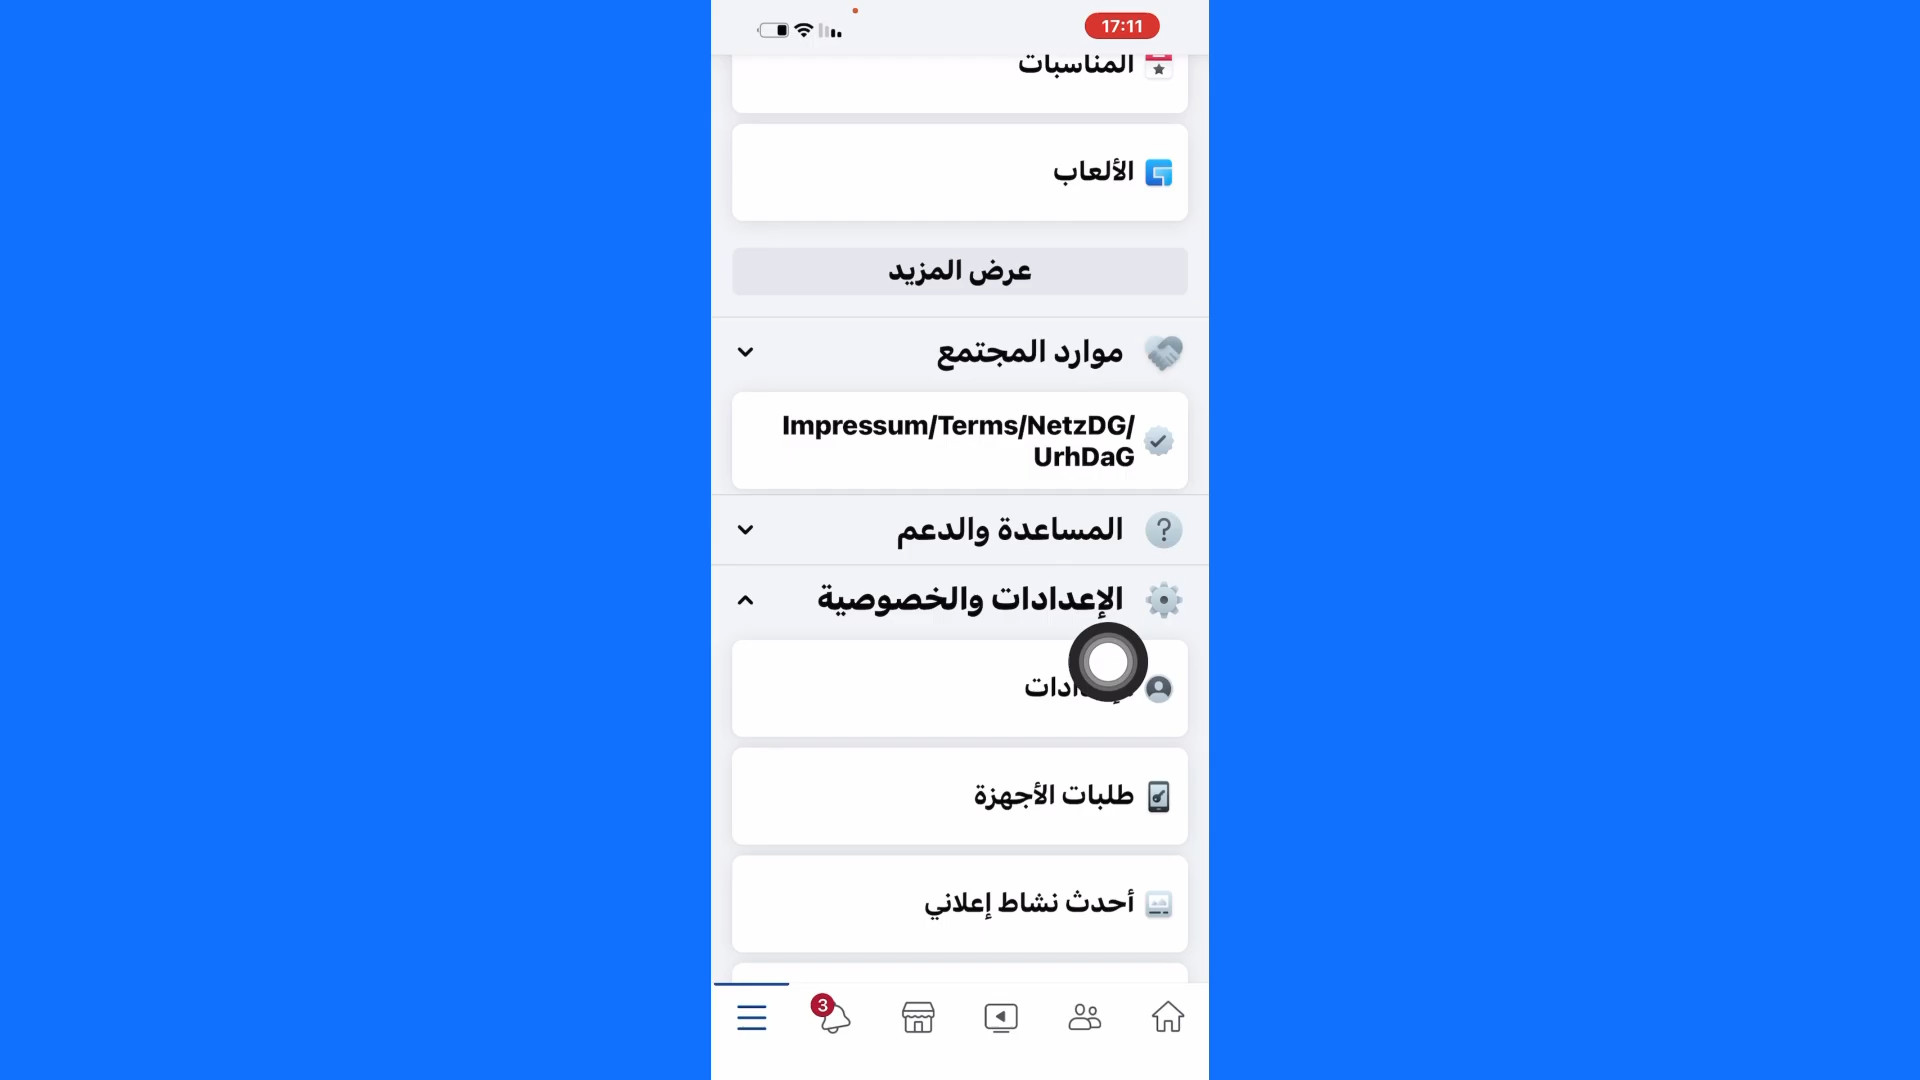 17:11
المناسبات
الألعاب
عرض المزيد
موارد المجتمع
Impressum/Terms/NetzDG/
UrhDaG
المساعدة والدعم
الإعدادات والخصوصية
طلبات الأجهزة
أحدث نشاط إعلاني
3